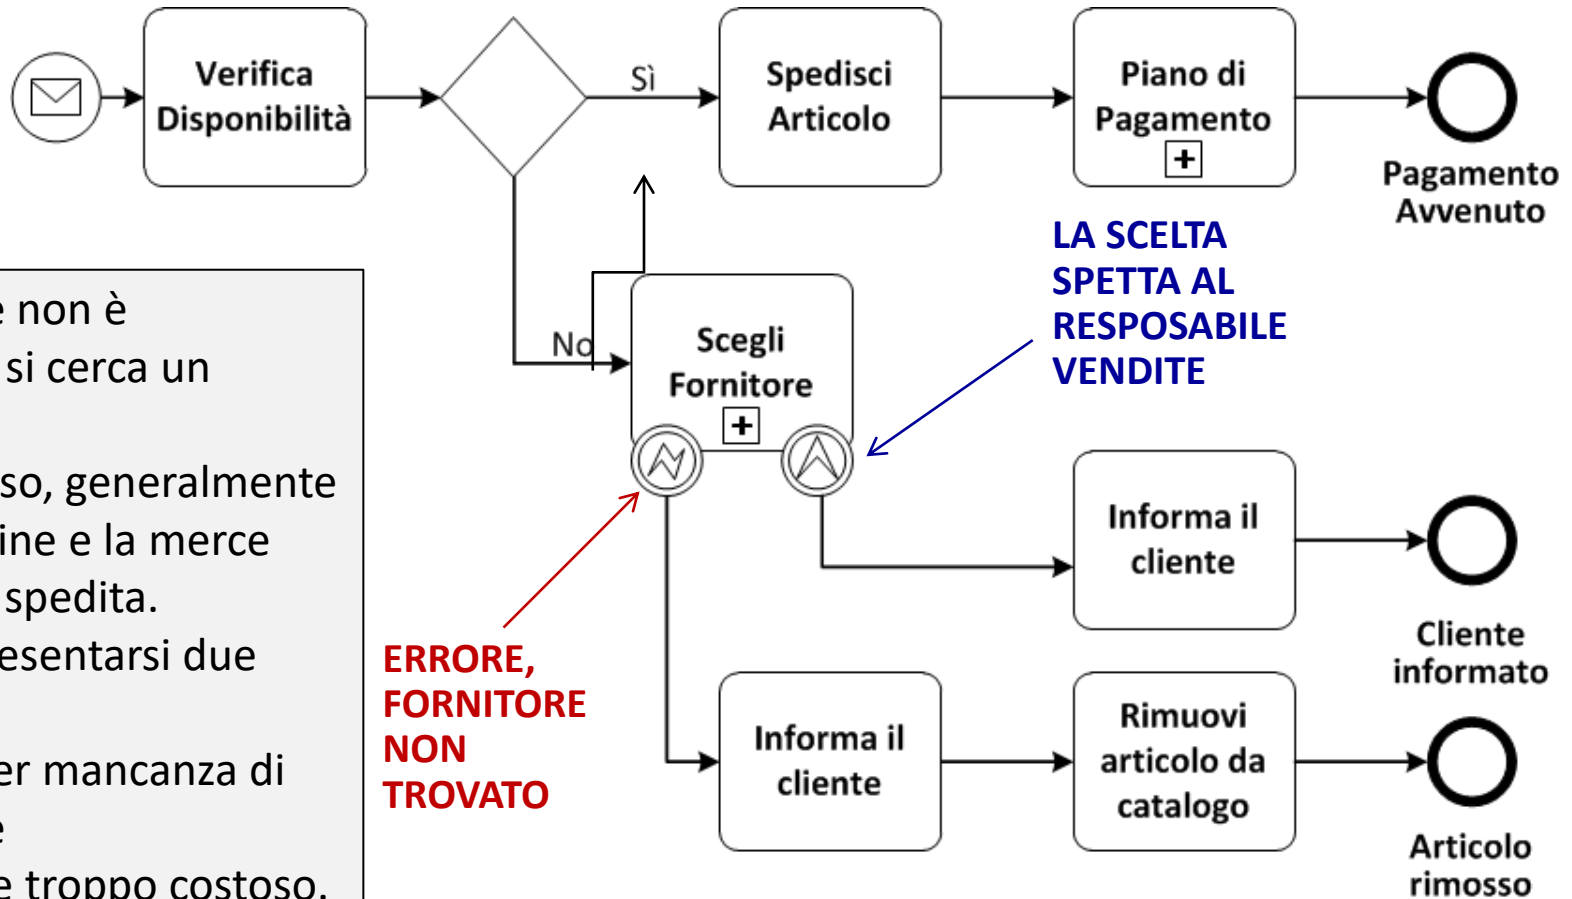 Verifica
Disponibilità
Sì
Spedisci
Articolo
Piano di
Pagamento
+
Pagamento
Avvenuto
No
Scegli
Fornitore
+
LA SCELTA
SPETTA AL
RESPOSABILE
VENDITE
e non è
si cerca un
so, generalmente
ine e la merce
spedita.
esentarsi due
er mancanza di
e
e troppo costoso.
ERRORE,
FORNITORE
NON
TROVATO
Informa il
cliente
Cliente
informato
Informa il
cliente
Rimuovi
articolo da
catalogo
Articolo
rimosso